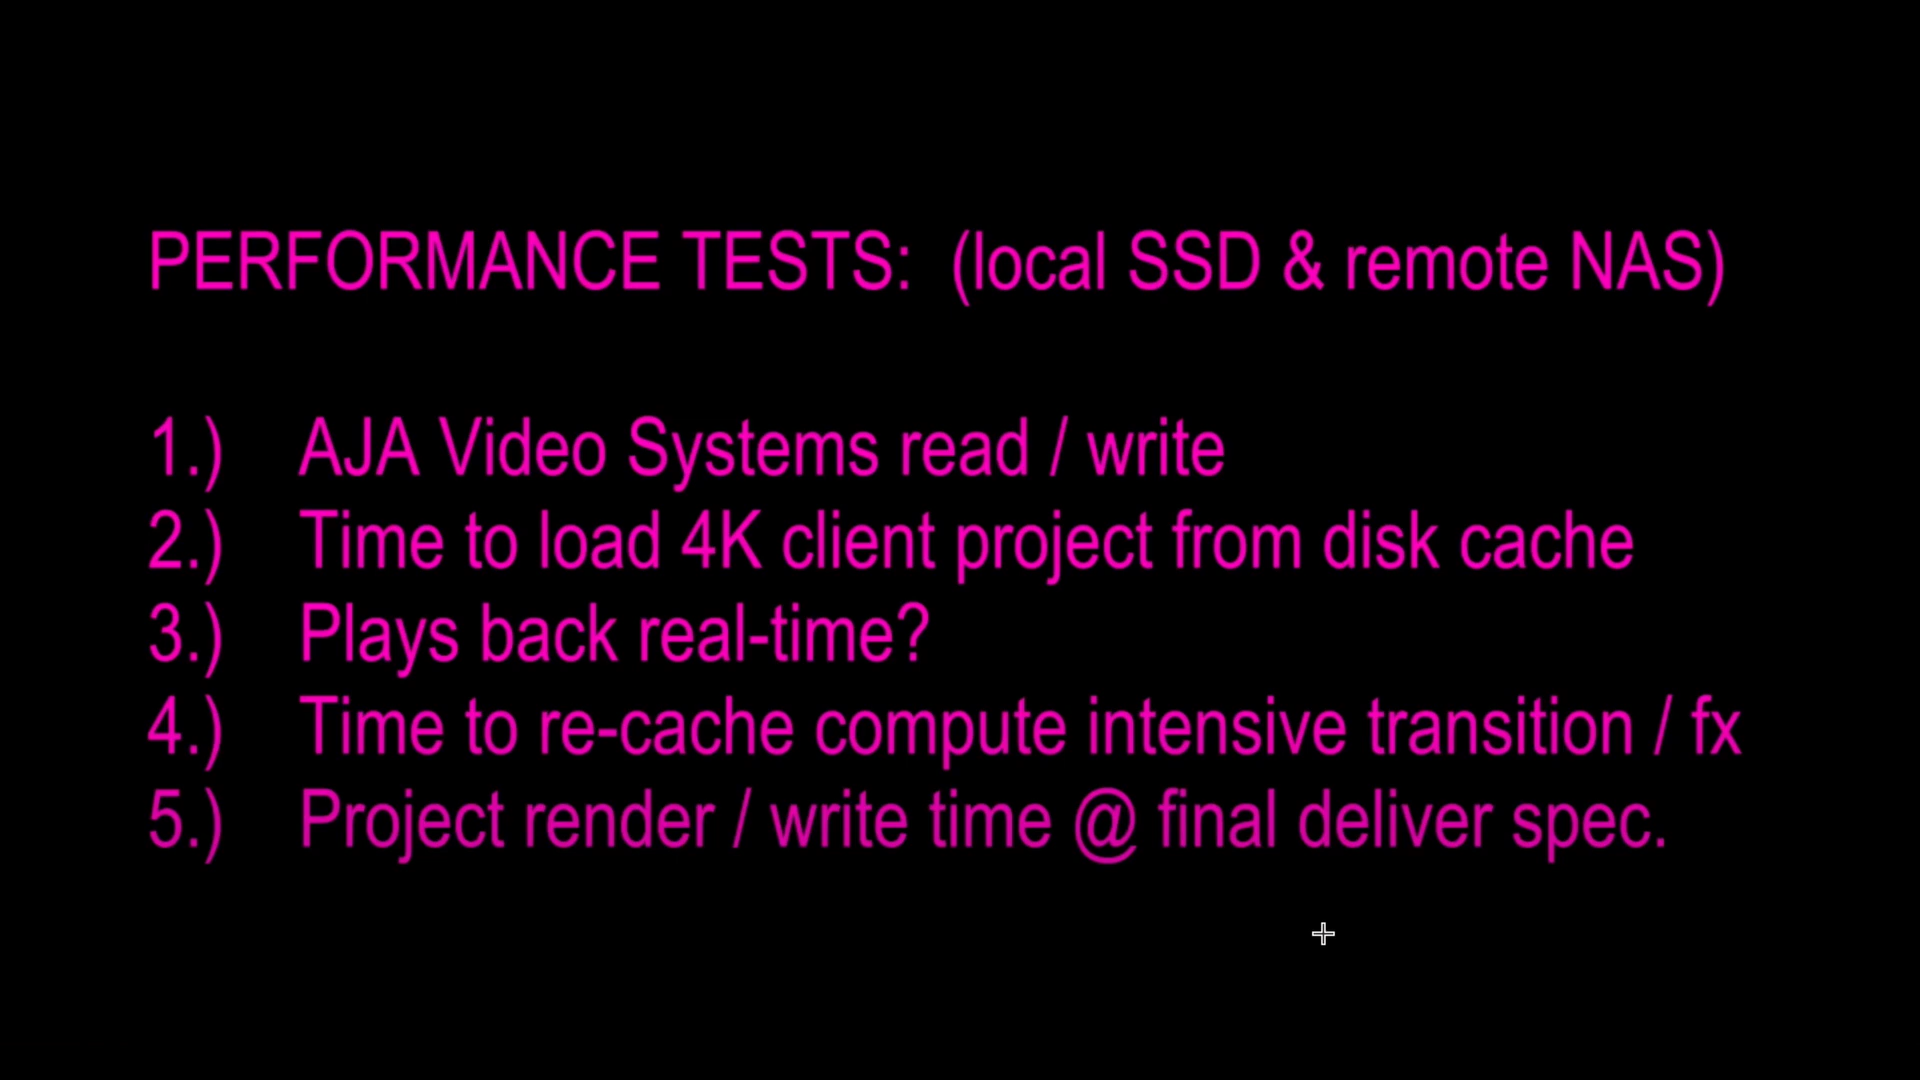 PERFORMANCE TESTS:  (local SSD & remote NAS)
1.) AJA Video Systems read / write
2.) Time to load 4K client project from disk cache
3.) Plays back real-time?
4.) Time to re-cache compute intensive transition / fx
5.) Project render / write time @ final deliver spec.